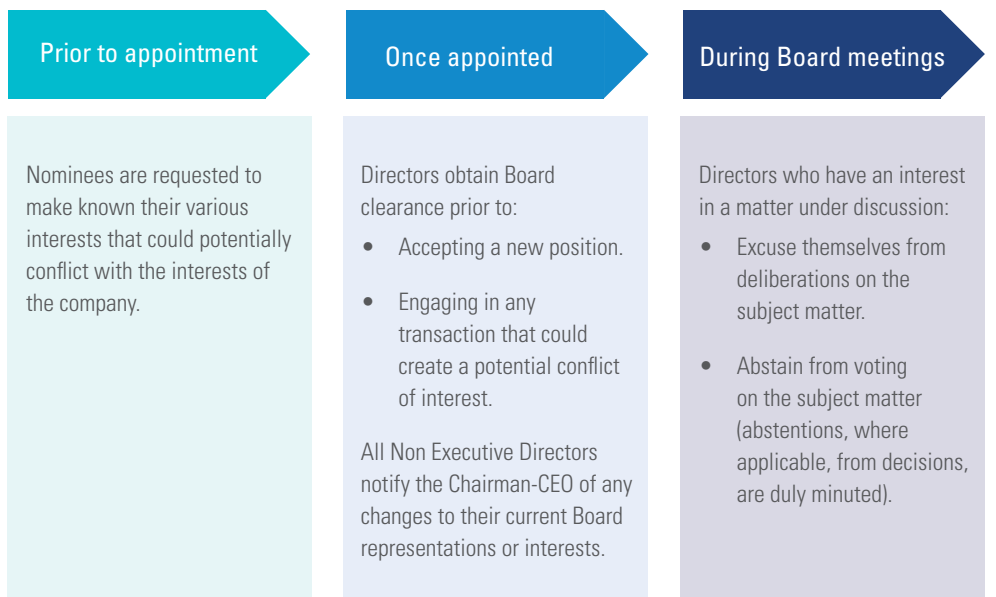 Prior to appointment
Nominees are requested to
make known their various
interests that could potentially
conflict with the interests of
the company.
Once appointed
Directors obtain Board
clearance prior to:
• Accepting a new position.
• Engaging in any
transaction that could
create a potential conflict
of interest.
All Non Executive Directors
notify the Chairman-CEO of any
changes to their current Board
representations or interests.
During Board meetings
Directors who have an interest
in a matter under discussion:
• Excuse themselves from
deliberations on the
subject matter.
• Abstain from voting
on the subject matter
(abstentions, where
applicable, from decisions,
are duly minuted).